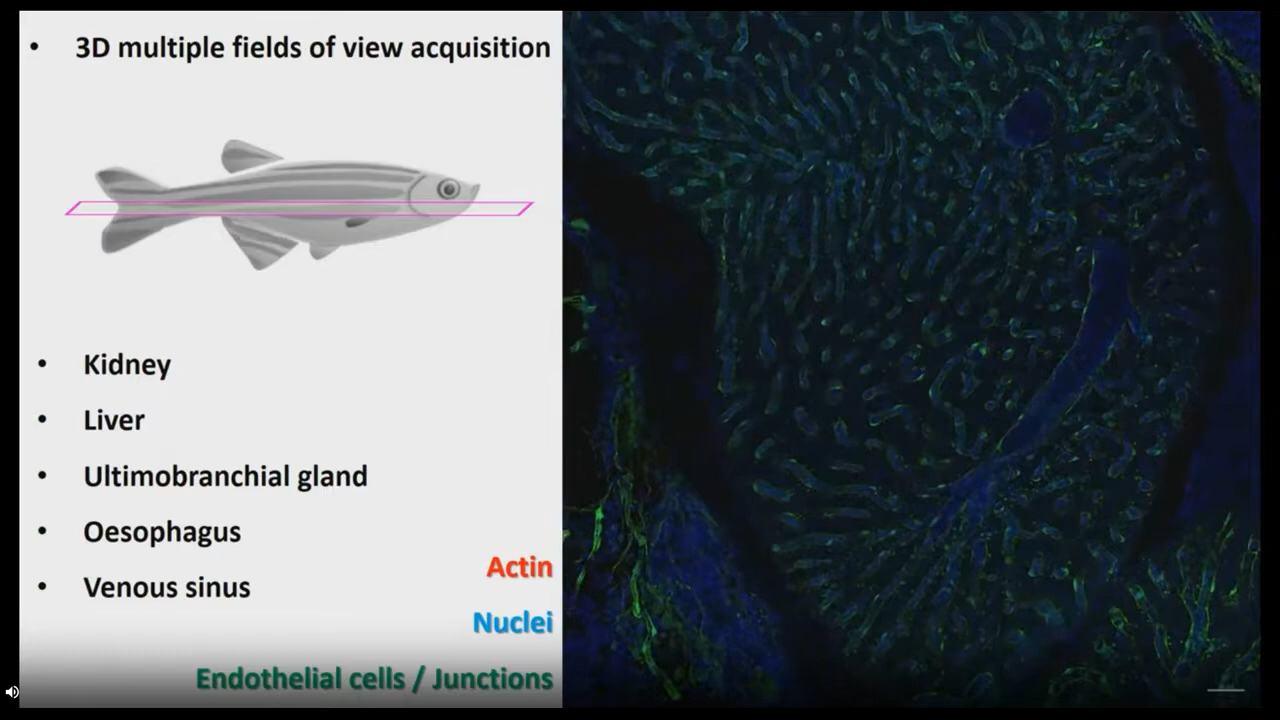 • 3D multiple fields of view acquisition
• Kidney
• Liver
• Ultimobranchial gland
• Oesophagus
• Venous sinus
Actin
Nuclei
Endothelial cells / Junctions